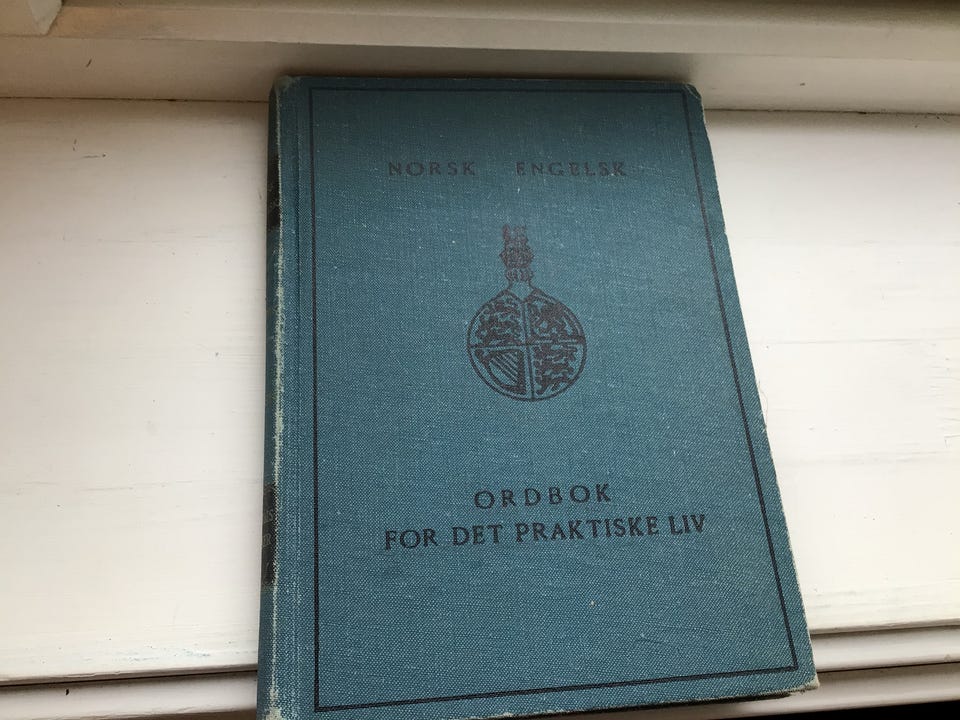 NORSK ENGELSK
ORDBOK
FOR DET PRAKTISKE LIV